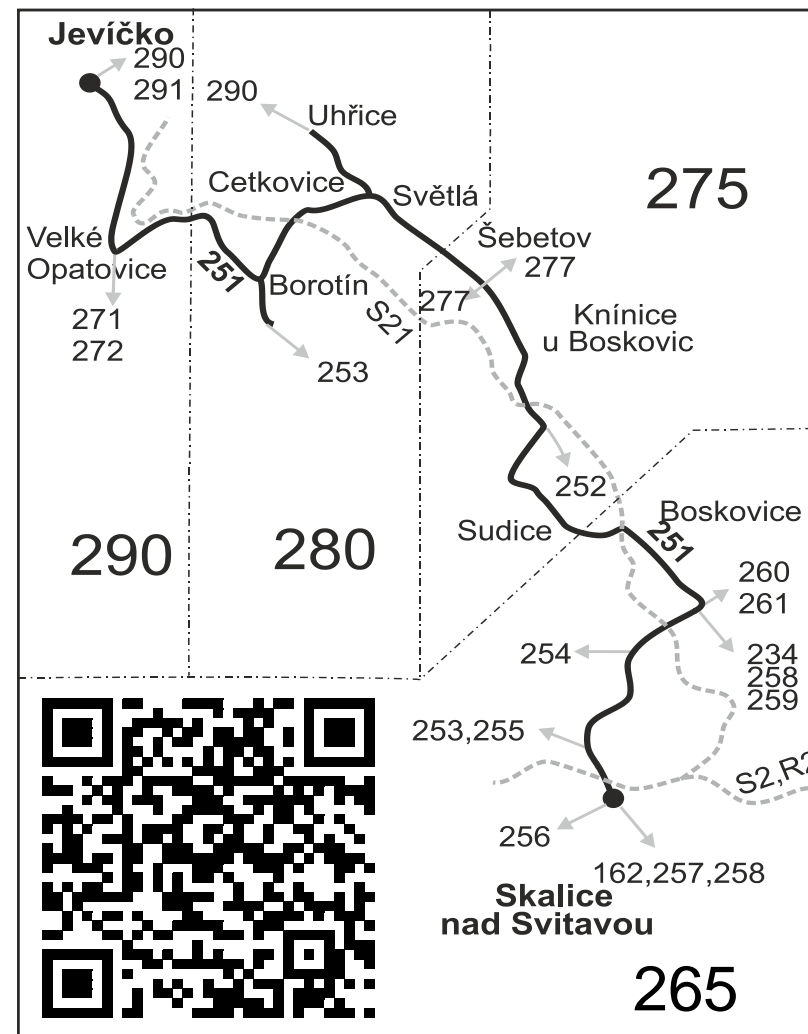 Jevíčko
290
291
290
Uhřice
Cetkovice
Světlá
275
Velké
Opatovice
251
Borotín
S21
Šebetov
277
277
271
272
253
Knínice
u Boskovic
252
Sudice
Boskovice
251
290
280
260
261
254
234
258
259
253,255
S2,R2
256
162,257,258
Skalice
nad Svitavou
265